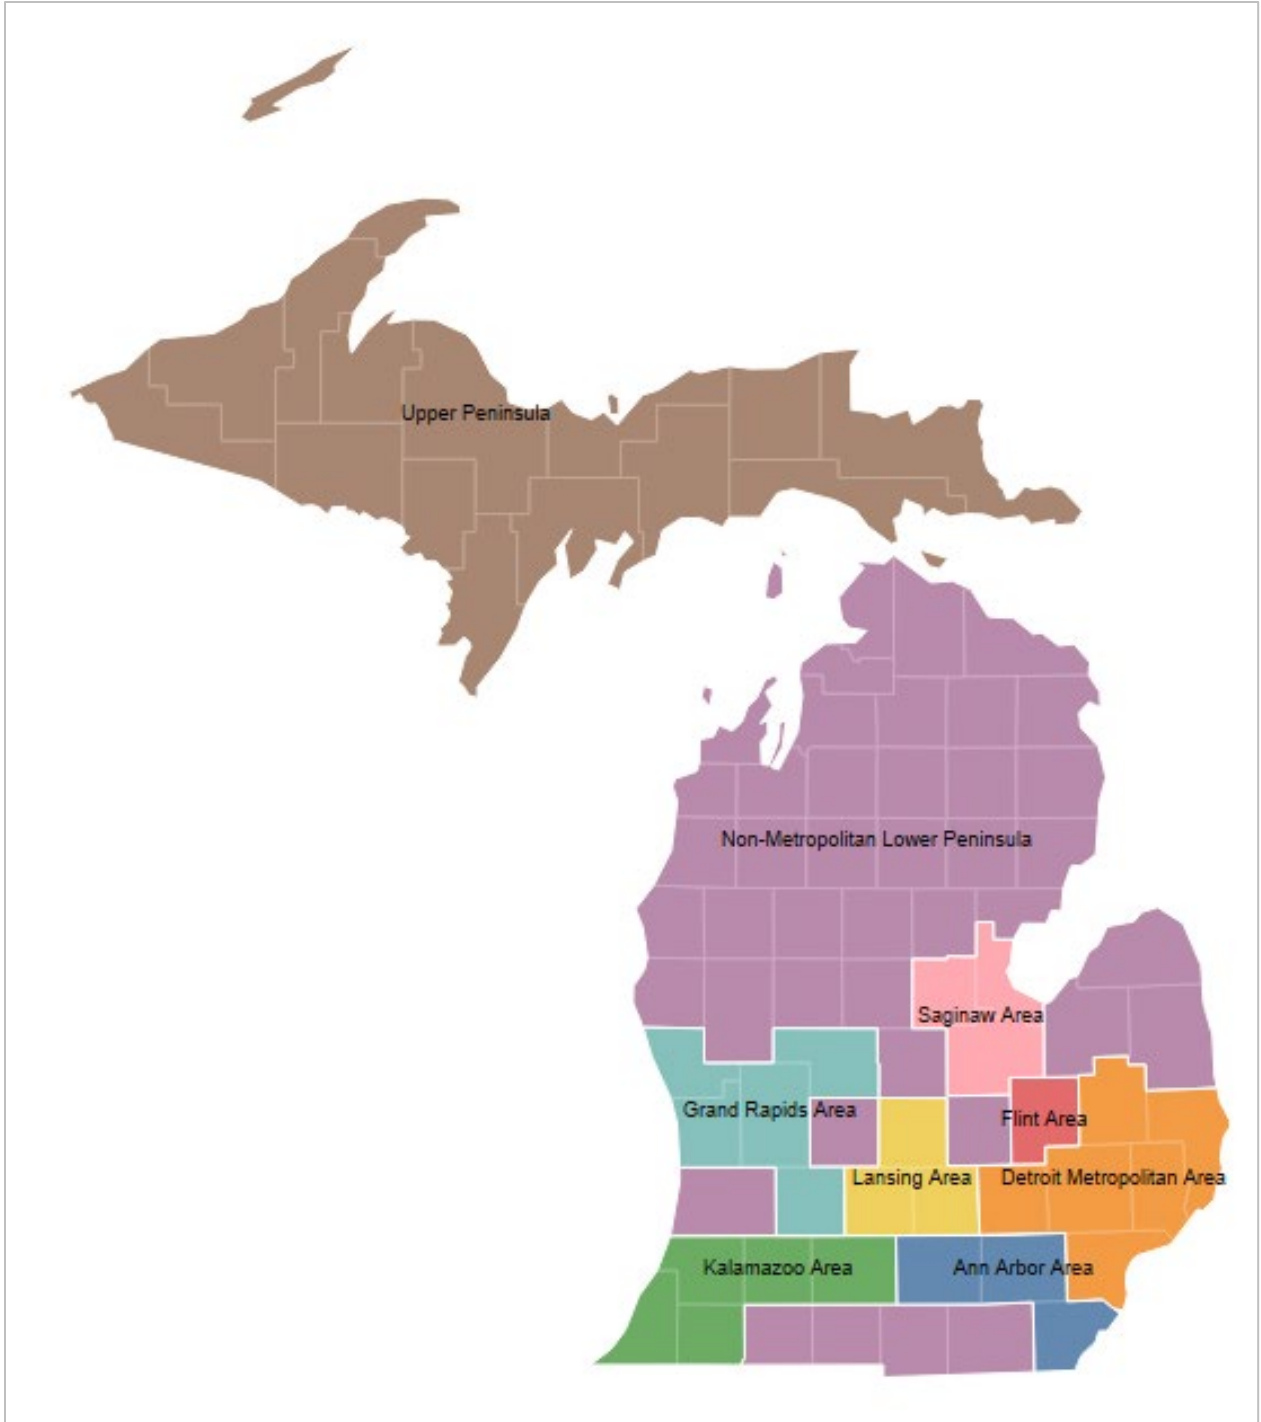 Upper Peninsula
Non-Metropolitan Lower Peninsula
Saginaw Area
Grand Rapids Area
Flint Area
Lansing Area
Detroit Metropolitan Area
Kalamazoo Area
Ann Arbor Area